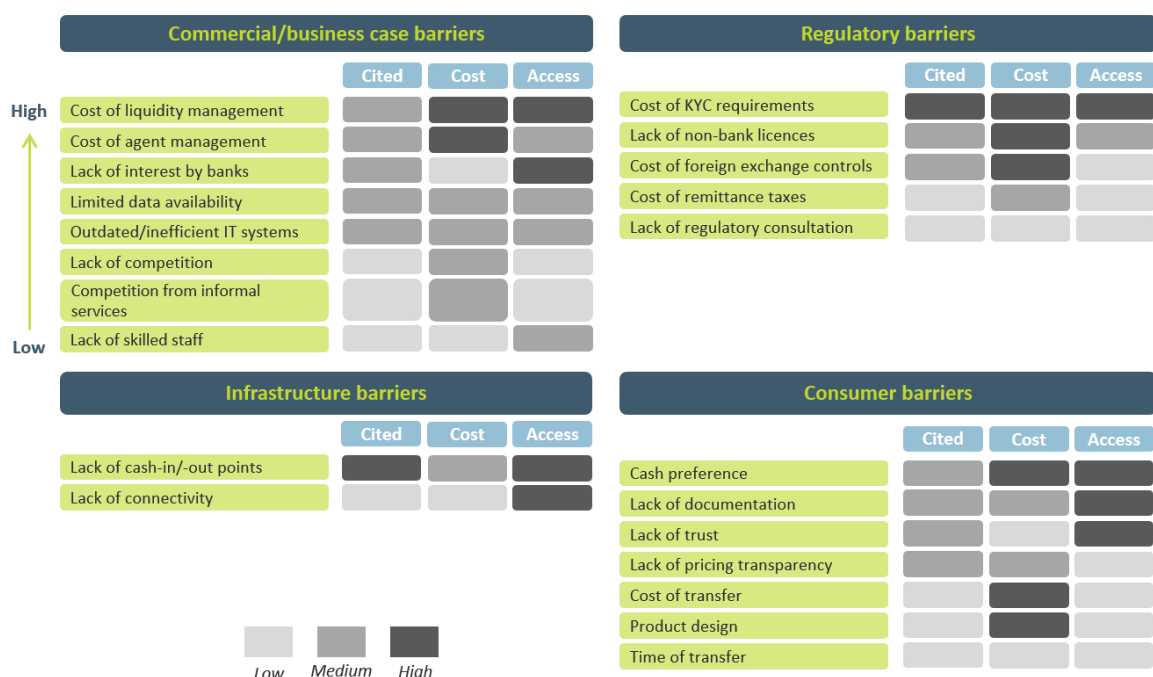 Commercial/business case barriers
Cited Cost Access
High
Cost of liquidity management
Cost of agent management
Lack of interest by banks
Limited data availability
Outdated/inefficient IT systems
Lack of competition
Competition from informal
services
Lack of skilled staff
Low
Regulatory barriers
Cited Cost Access
Cost of KYC requirements
Lack of non-bank licences
Cost of foreign exchange controls
Cost of remittance taxes
Lack of regulatory consultation
Infrastructure barriers
Cited Cost Access
Lack of cash-in/-out points
Lack of connectivity
Consumer barriers
Cited Cost Access
Cash preference
Lack of documentation
Lack of trust
Lack of pricing transparency
Cost of transfer
Product design
Time of transfer
Low Medium High